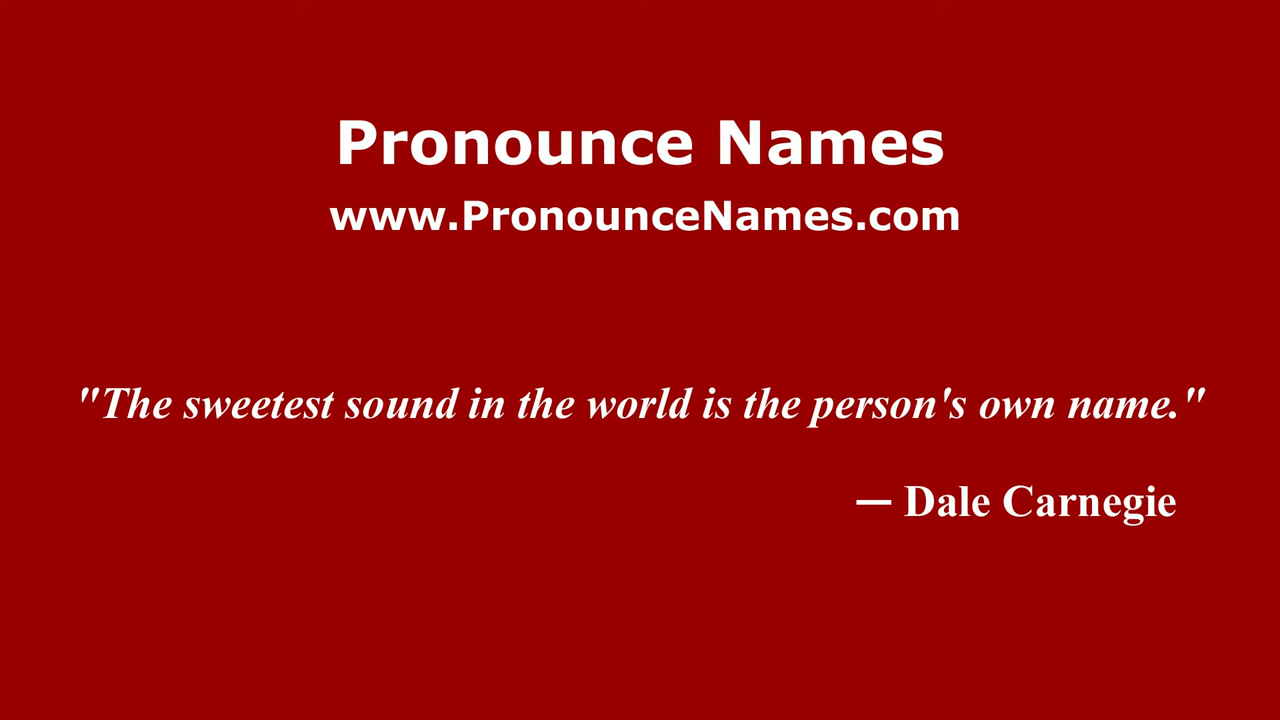 Pronounce Names
www.PronounceNames.com
"The sweetest sound in the world is the person's own name."
— Dale Carnegie